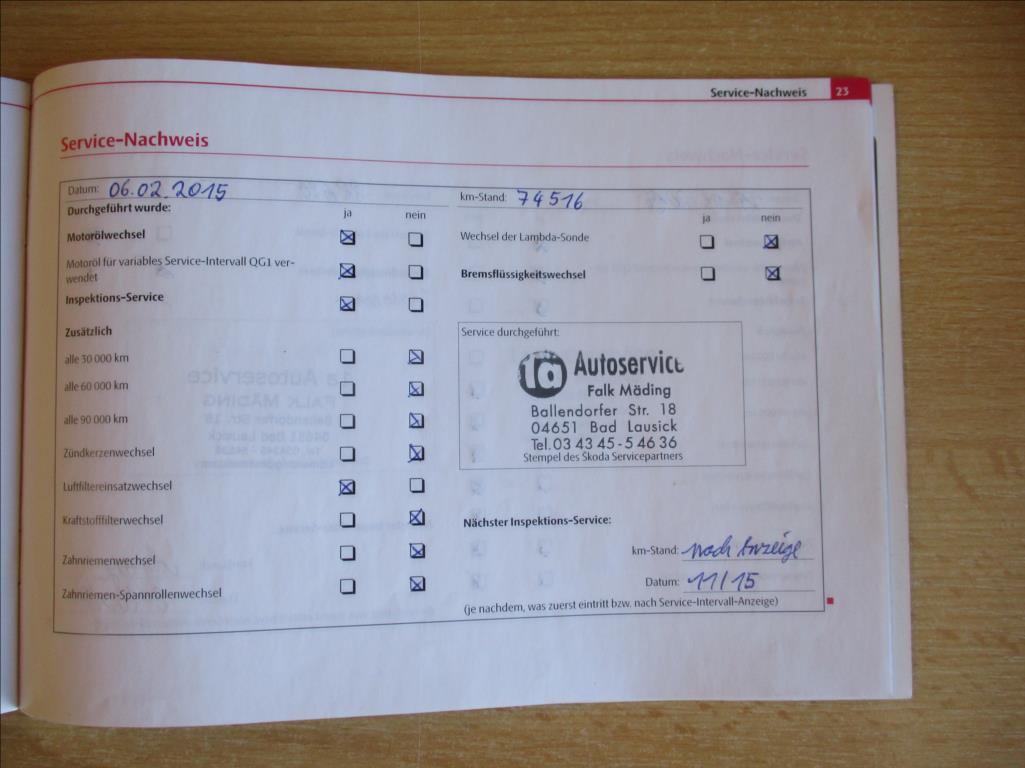 Service-Nachweis 23
Service-Nachweis
Datum: 06.02.2015
Durchgeführt wurde:
ja nein
Motorölwechsel
Motoröl für variables Service-Intervall QG1 ver-
wendet
Inspektions-Service
Zusätzlich
alle 30 000 km
alle 60 000 km
alle 90 000 km
Zündkerzenwechsel
Luftfiltereinsatzwechsel
Kraftstofffilterwechsel
Zahnriemenwechsel
Zahnriemen-Spannrollenwechsel
km-Stand: 74516
ja nein
Wechsel der Lambda-Sonde
Bremsflüssigkeitswechsel
Service durchgeführt:
1a Autoservice
Falk Mäding
Ballendorfer Str. 18
04651 Bad Lausick
Tel. 03 43 45 - 5 46 36
Stempel des Škoda Servicepartners
Nächster Inspektions-Service:
km-Stand: nach Anzeige
Datum: 11/15
(je nachdem, was zuerst eintritt bzw. nach Service-Intervall-Anzeige)